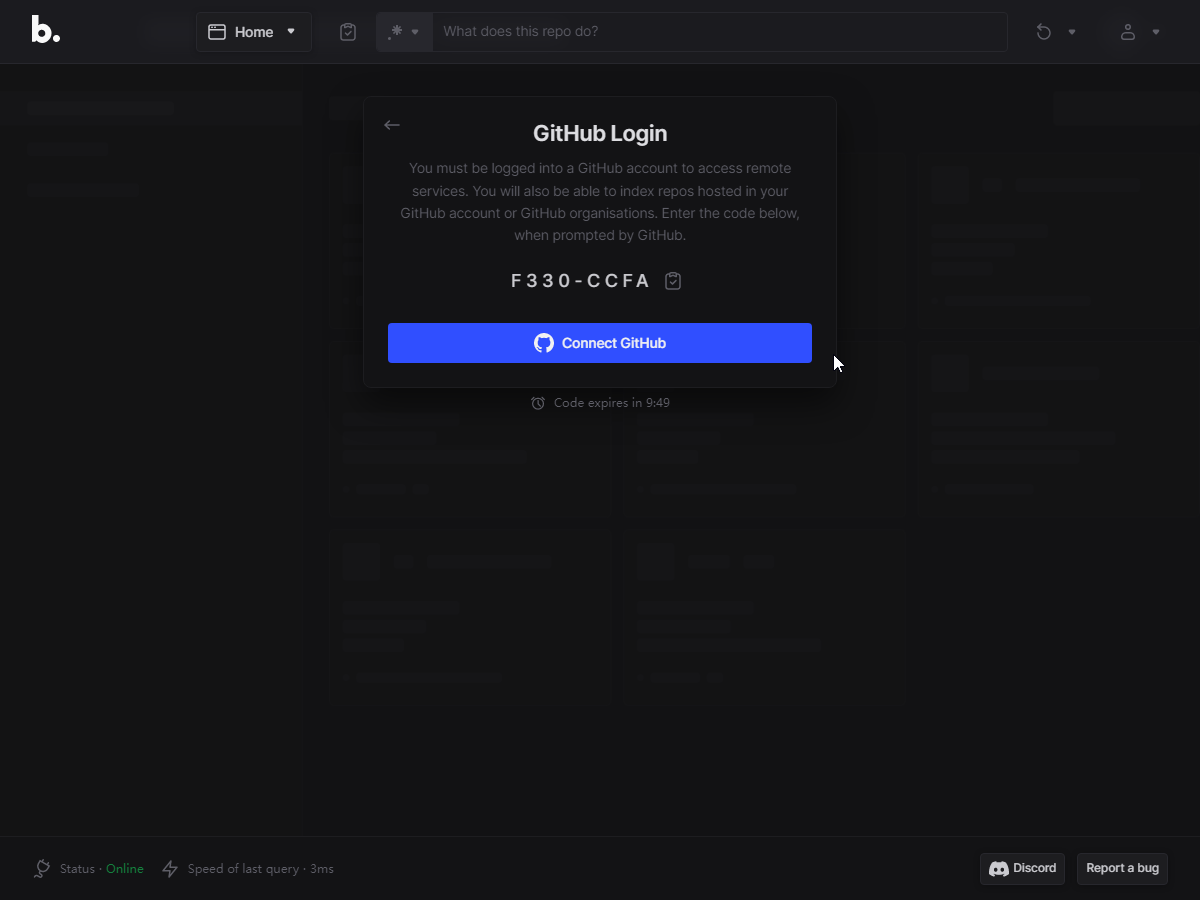 b.
Home
What does this repo do?
GitHub Login
You must be logged into a GitHub account to access remote
services. You will also be able to index repos hosted in your
GitHub account or GitHub organisations. Enter the code below,
when prompted by GitHub.
F330-CCFA
Connect GitHub
Code expires in 9:49
Status · Online
Speed of last query · 3ms
Discord
Report a bug